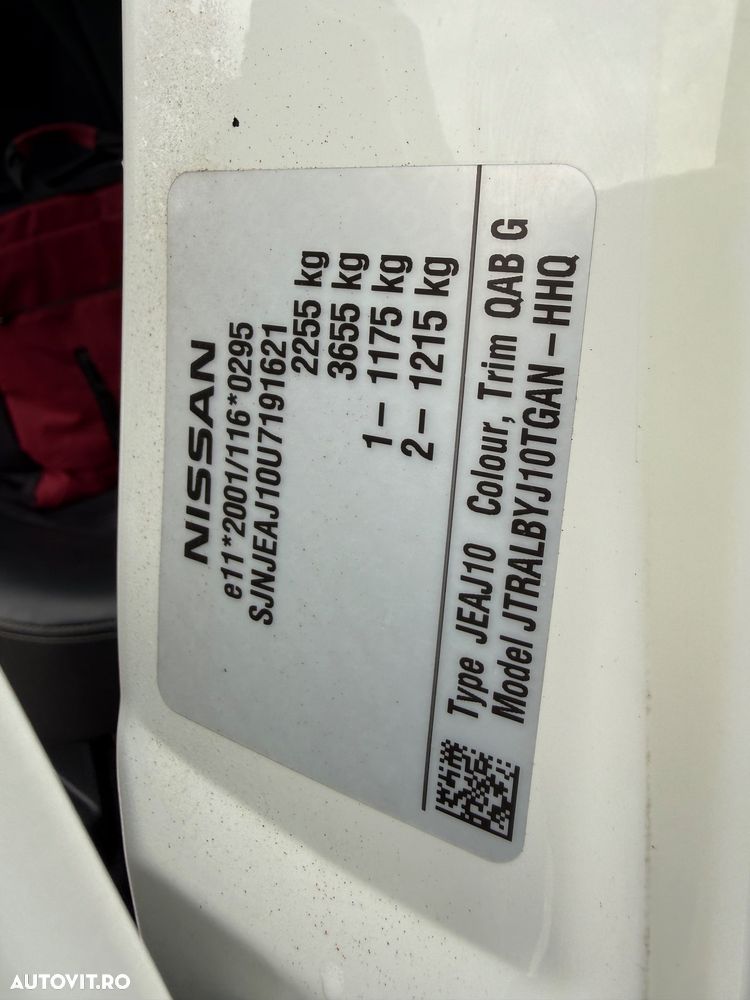 NISSAN
e11*2001/116*0295
SJNJEAJ10U7191621
2255 kg
3655 kg
1– 1175 kg
2– 1215 kg
Type JEAJ10 Colour, Trim QAB G
Model JTRALBYJ10TGAN–HHQ
AUTOVIT.RO